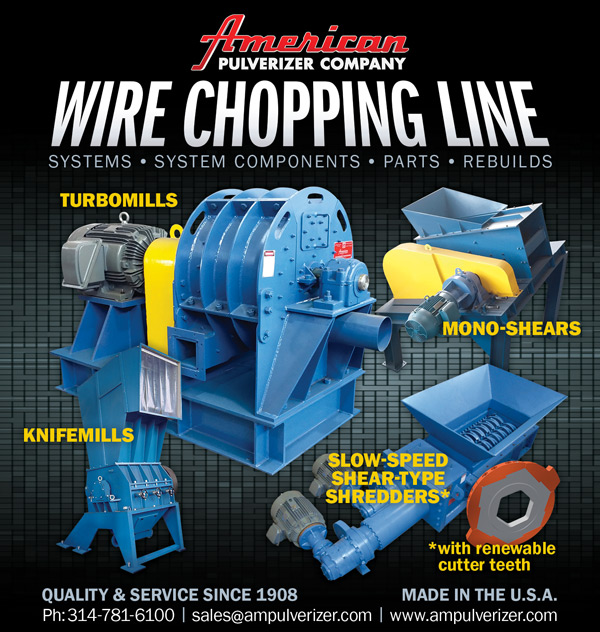 American
PULVERIZER COMPANY
WIRE CHOPPING LINE
SYSTEMS • SYSTEM COMPONENTS • PARTS • REBUILDS
TURBOMILLS
MONO-SHEARS
KNIFEMILLS
SLOW-SPEED
SHEAR-TYPE
SHREDDERS*
*with renewable
cutter teeth
QUALITY & SERVICE SINCE 1908
MADE IN THE U.S.A.
Ph: 314-781-6100 | sales@ampulverizer.com | www.ampulverizer.com